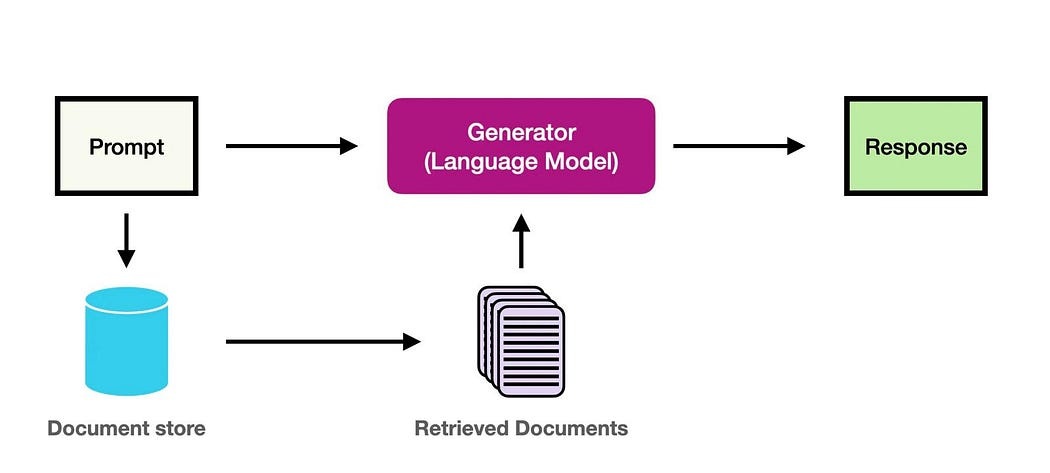 Prompt
Generator
(Language Model)
Response
Document store
Retrieved Documents